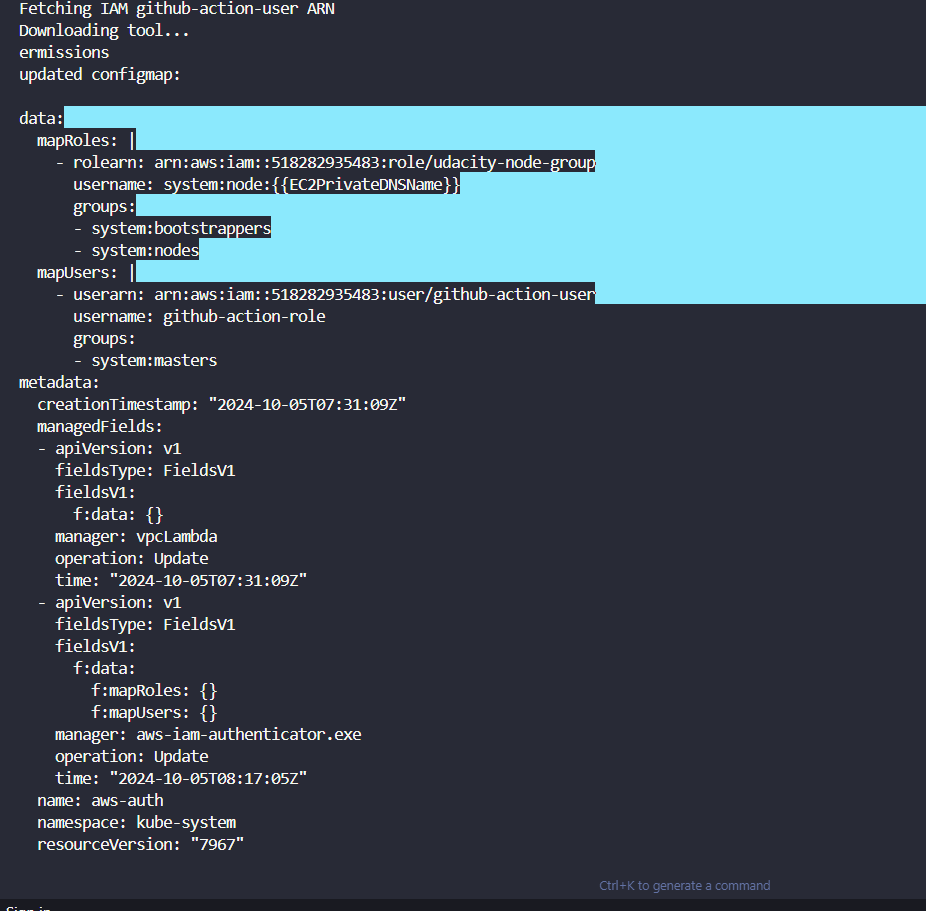 Fetching IAM github-action-user ARN
Downloading tool...
ermissions
updated configmap:
data:
mapRoles: |
- rolearn: arn:aws:iam::518282935483:role/udacity-node-group
username: system:node:{{EC2PrivateDNSName}}
groups:
- system:bootstrappers
- system:nodes
mapUsers: |
- userarn: arn:aws:iam::518282935483:user/github-action-user
username: github-action-role
groups:
- system:masters
metadata:
creationTimestamp: "2024-10-05T07:31:09Z"
managedFields:
- apiVersion: v1
fieldsType: FieldsV1
fieldsV1:
f:data: {}
manager: vpcLambda
operation: Update
time: "2024-10-05T07:31:09Z"
- apiVersion: v1
fieldsType: FieldsV1
fieldsV1:
f:data:
f:mapRoles: {}
f:mapUsers: {}
manager: aws-iam-authenticator.exe
operation: Update
time: "2024-10-05T08:17:05Z"
name: aws-auth
namespace: kube-system
resourceVersion: "7967"
Ctrl+K to generate a command